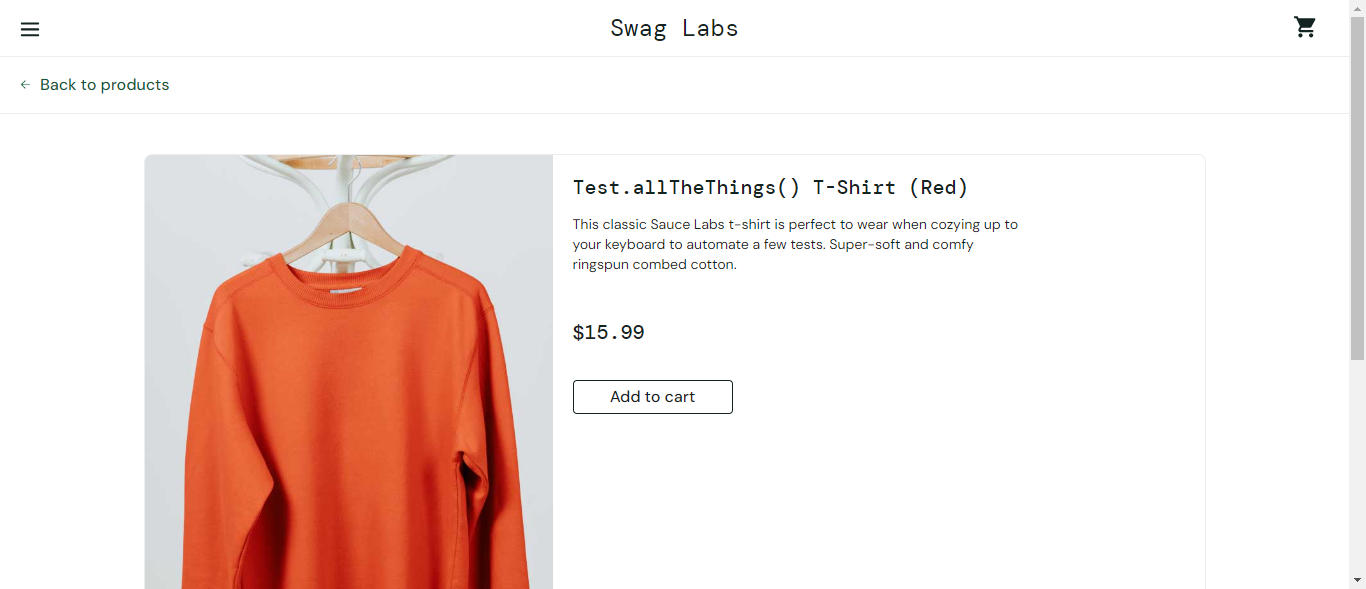 Swag Labs
Back to products
Test.allTheThings() T-Shirt (Red)
This classic Sauce Labs t-shirt is perfect to wear when cozying up to
your keyboard to automate a few tests. Super-soft and comfy
ringspun combed cotton.
$15.99
Add to cart